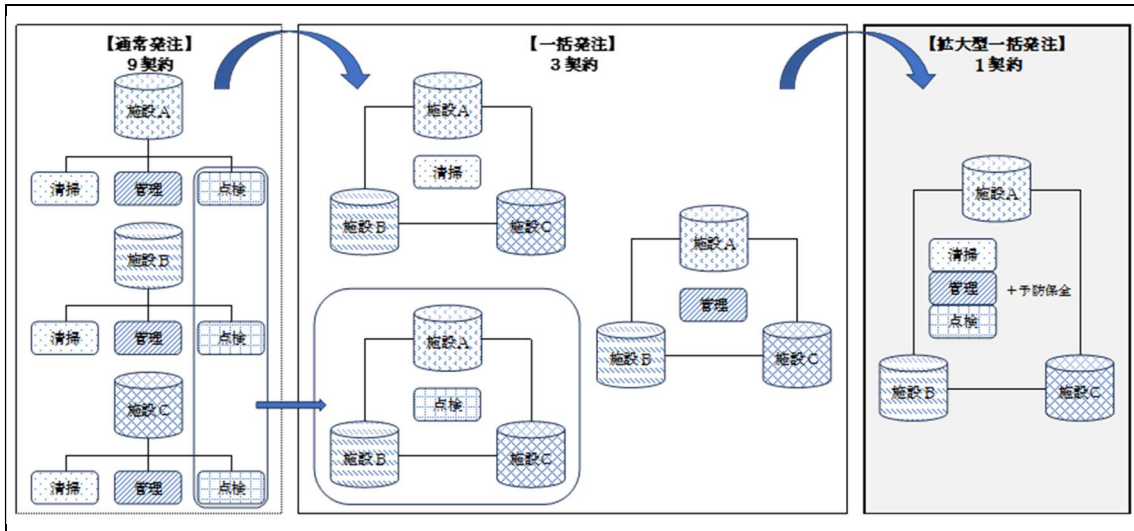 【通常発注】
9契約
施設A
清掃
管理
点検
施設B
清掃
管理
点検
施設C
清掃
管理
点検
【一括発注】
3契約
施設A
清掃
施設B
施設C
施設A
点検
施設B
施設C
施設A
管理
施設B
施設C
【拡大型一括発注】
1契約
施設A
清掃
管理
+予防保全
点検
施設B
施設C